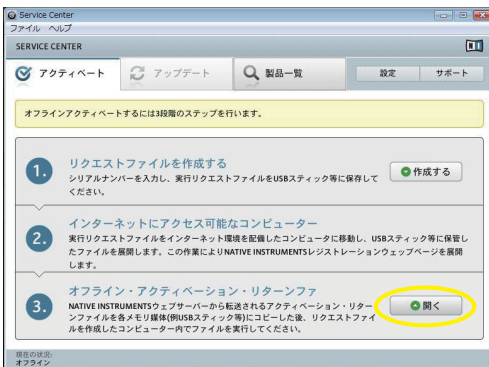 Service Center
ファイル ヘルプ
SERVICE CENTER
アクティベート
アップデート
製品一覧
設定
サポート
オフラインアクティベートするには3段階のステップを行います。
1.
リクエストファイルを作成する
シリアルナンバーを入力し、実行リクエストファイルをUSBスティック等に保存して
ください。
作成する
2.
インターネットにアクセス可能なコンピューター
実行リクエストファイルをインターネット環境を配備したコンピュータに移動し、USBスティック等に保管し
たファイルを展開します。この作業によりNATIVE INSTRUMENTSレジストレーションウェブページを展開
します。
3.
オフライン・アクティベーション・リターンファ
NATIVE INSTRUMENTSウェブサーバーから転送されるアクティベーション・リター
ンファイルを各メモリ媒体(例USBスティック等)にコピーした後、リクエストファイ
ルを作成したコンピューター内でファイルを実行してください。
開く
現在の状況:
オフライン